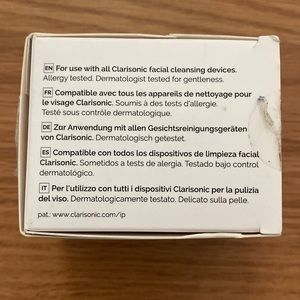 EN For use with all Clarisonic facial cleansing devices.
Allergy tested. Dermatologist tested for gentleness.
FR Compatible avec tous les appareils de nettoyage pour
le visage Clarisonic. Soumis à des tests d'allergie.
Testé sous contrôle dermatologique.
DE Zur Anwendung mit allen Gesichtsreinigungsgeräten
von Clarisonic. Dermatologisch getestet.
ES Compatible con todos los dispositivos de limpieza facial
Clarisonic. Sometidos a tests de alergia. Testado bajo control
dermatológico.
IT Per l'utilizzo con tutti i dispositivi Clarisonic per la pulizia
del viso. Dermatologicamente testato. Delicato sulla pelle.
pat.: www.clarisonic.com/ip